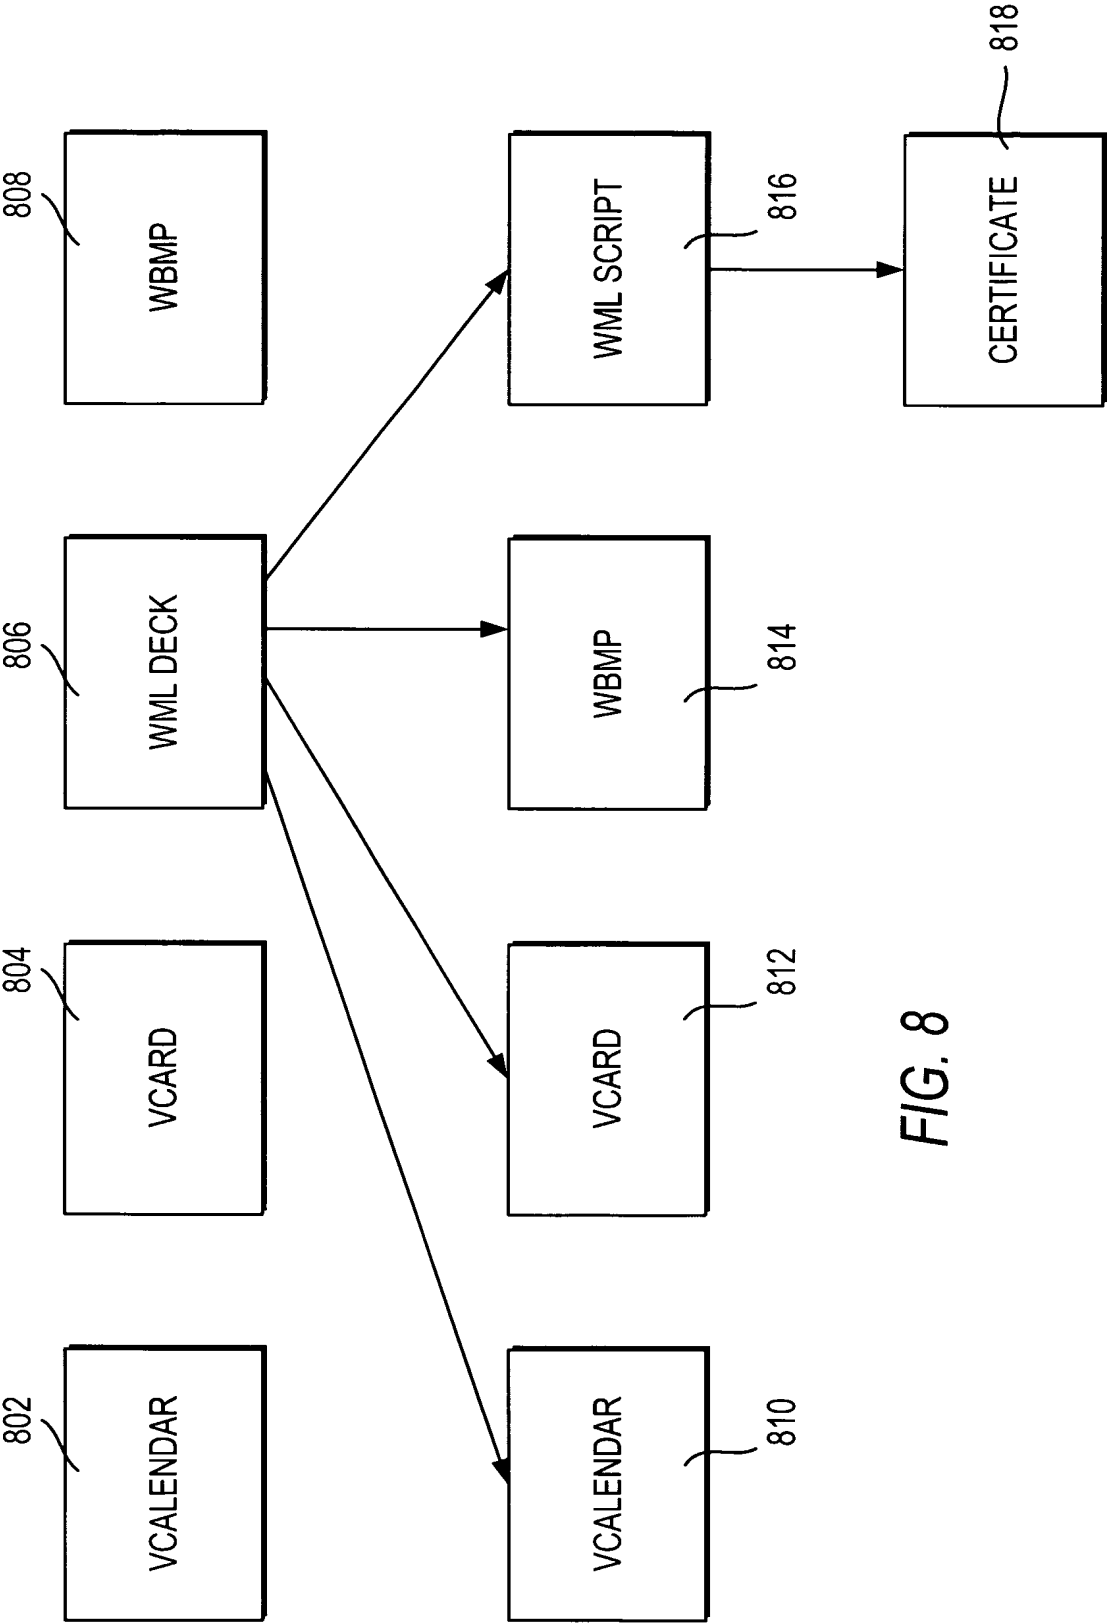 802
804
806
808
VCALENDAR
VCARD
WML DECK
WBMP
VCALENDAR
VCARD
WBMP
WML SCRIPT
810
812
814
816
FIG. 8
818
CERTIFICATE